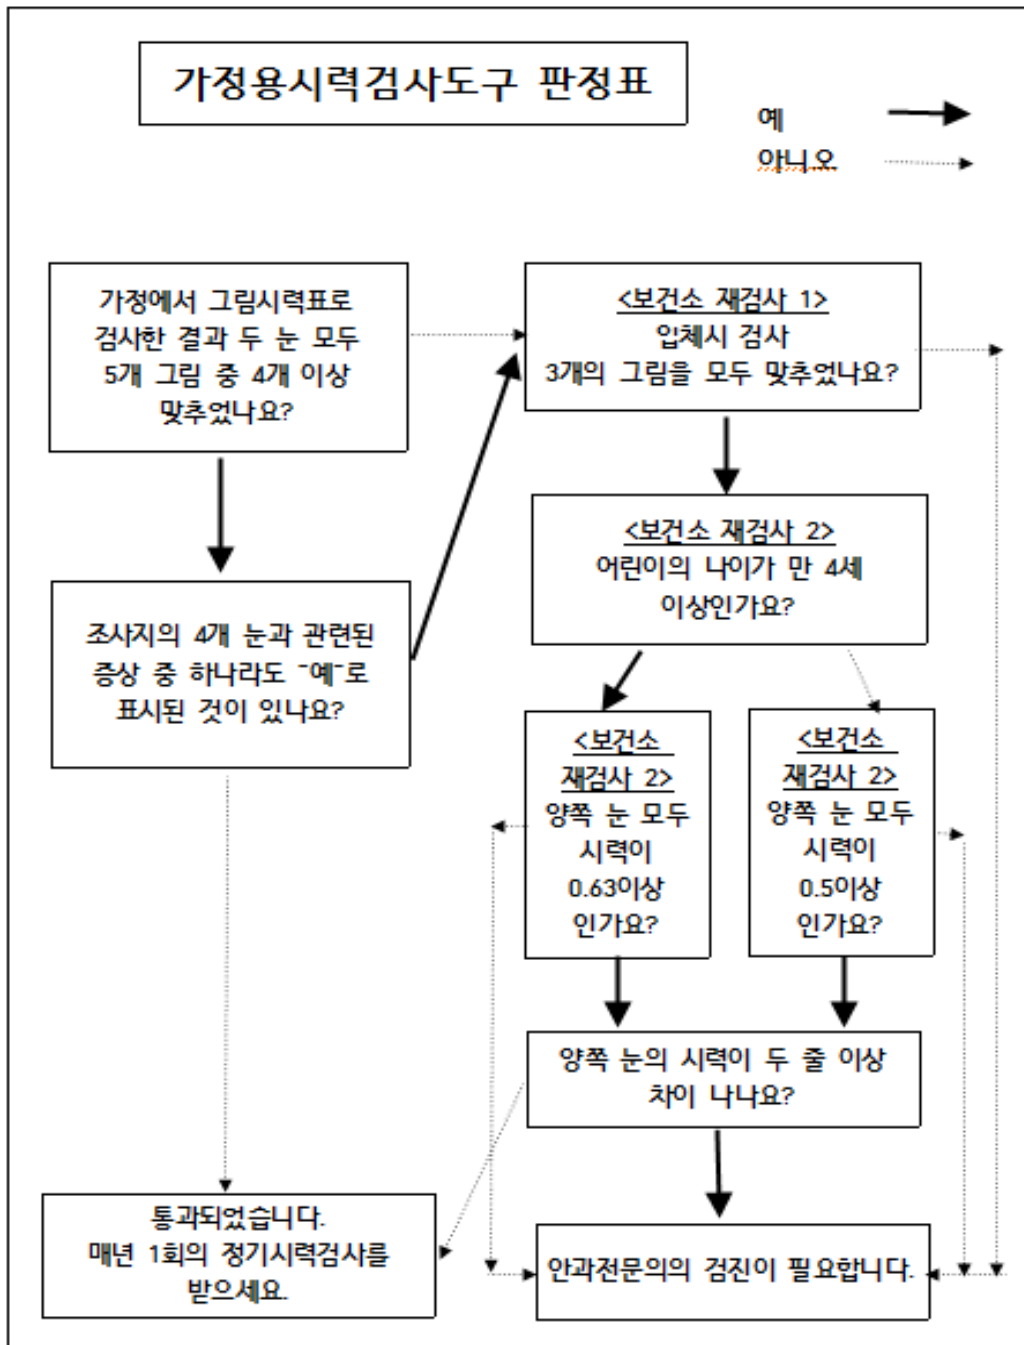 가정용시력검사도구 판정표
예
아니오
가정에서 그림시력표로
검사한 결과 두 눈 모두
5개 그림 중 4개 이상
맞추었나요?
<보건소 재검사 1>
입체시 검사
3개의 그림을 모두 맞추었나요?
<보건소 재검사 2>
어린이의 나이가 만 4세
이상인가요?
조사지의 4개 눈과 관련된
증상 중 하나라도 "예"로
표시된 것이 있나요?
<보건소
재검사 2>
양쪽 눈 모두
시력이
0.63이상
인가요?
<보건소
재검사 2>
양쪽 눈 모두
시력이
0.5이상
인가요?
양쪽 눈의 시력이 두 줄 이상
차이 나나요?
통과되었습니다.
매년 1회의 정기시력검사를
받으세요.
안과전문의의 검진이 필요합니다.